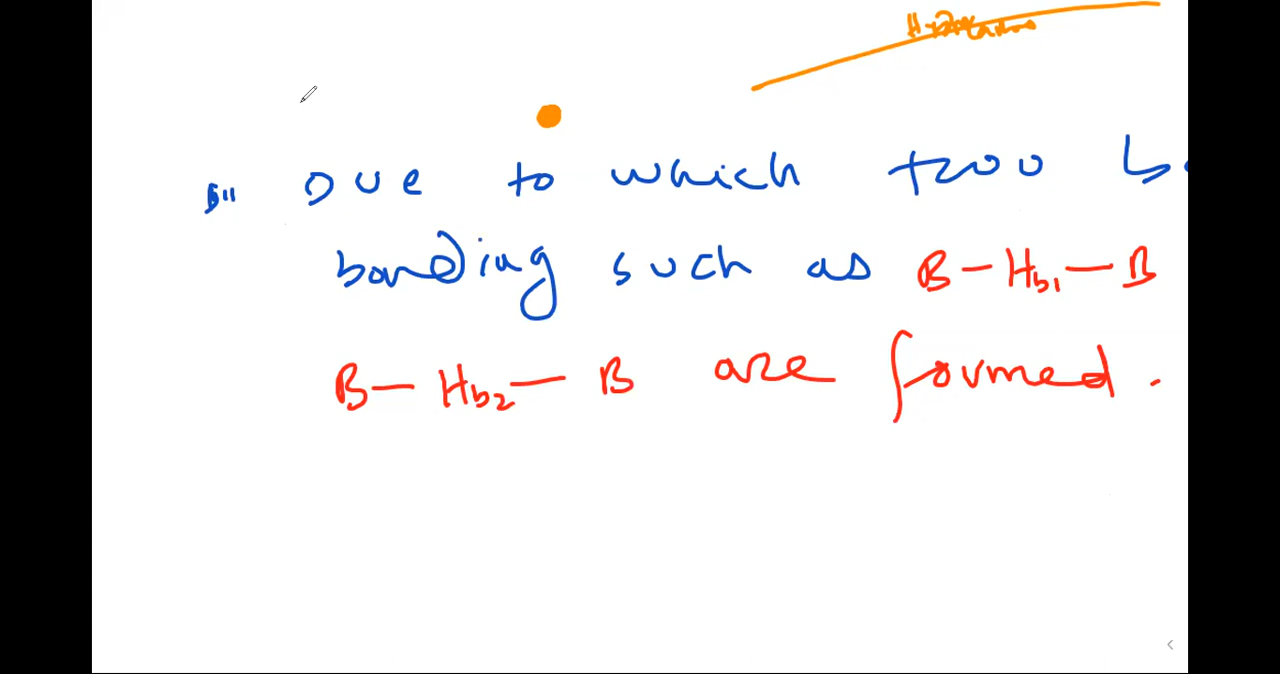 Due to which two b
bonding such as B-Hb1-B
B-Hb2-B are formed.